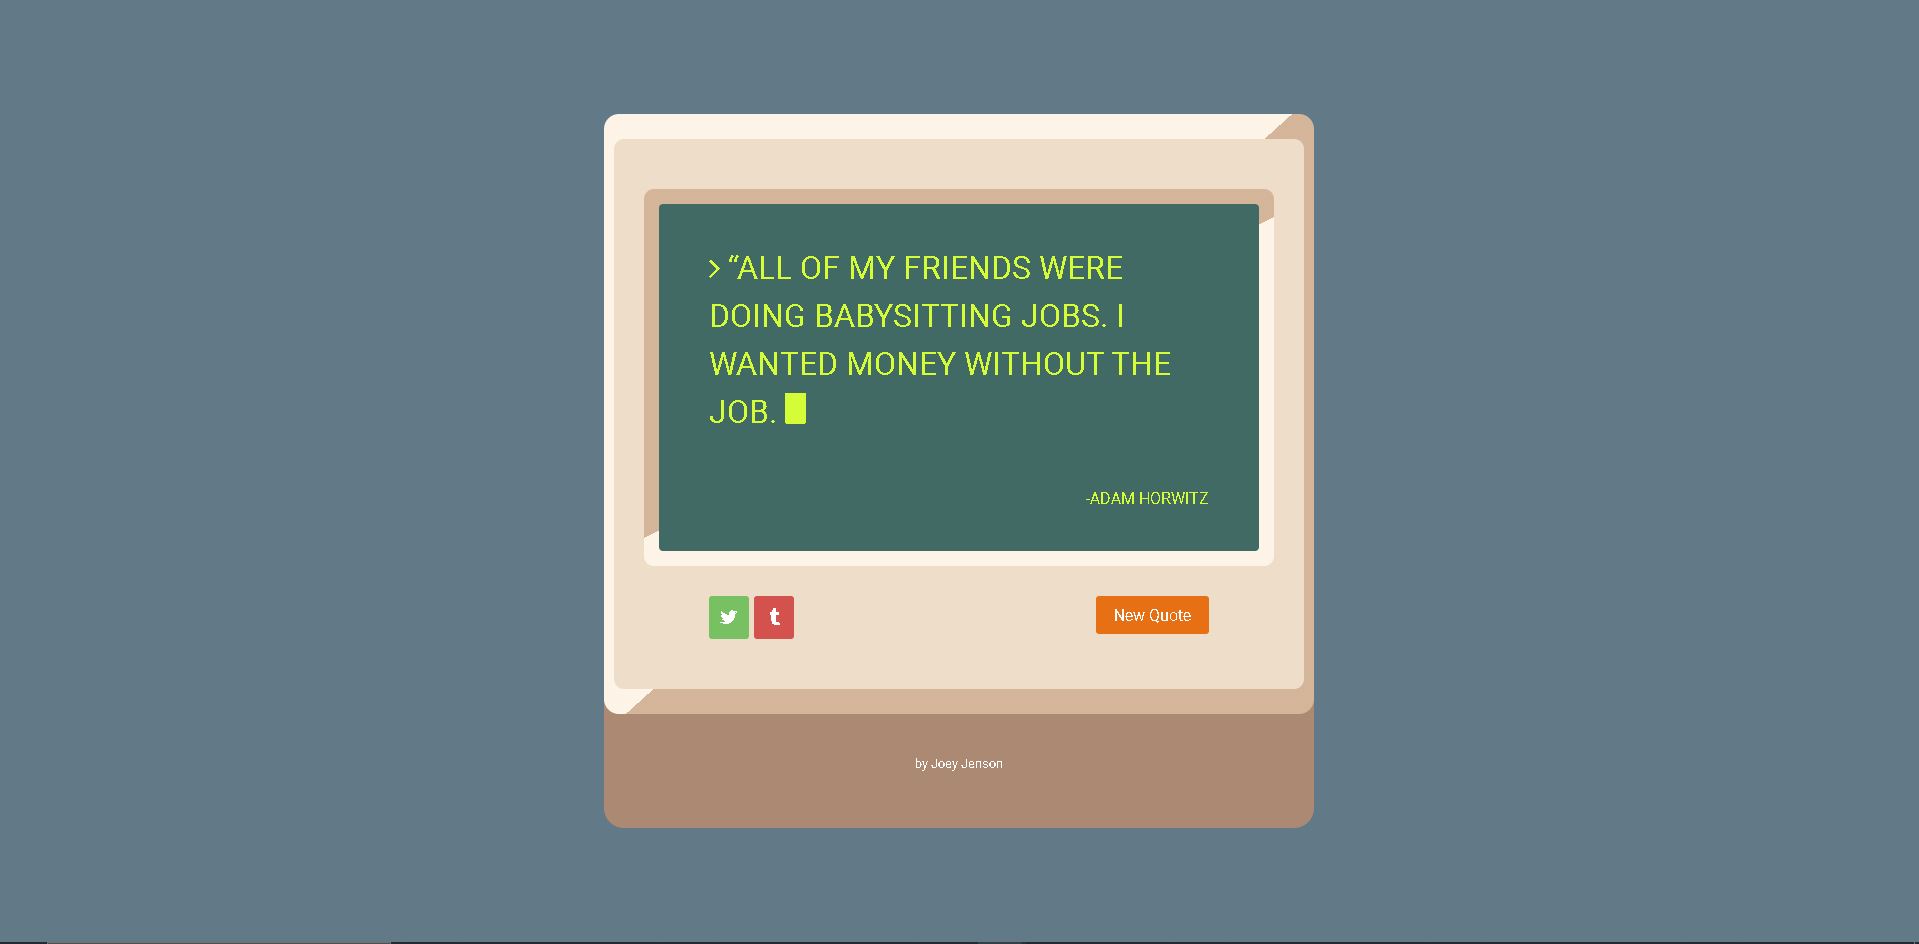 > “ALL OF MY FRIENDS WERE
DOING BABYSITTING JOBS. I
WANTED MONEY WITHOUT THE
JOB.
-ADAM HORWITZ
New Quote
by Joey Jenson